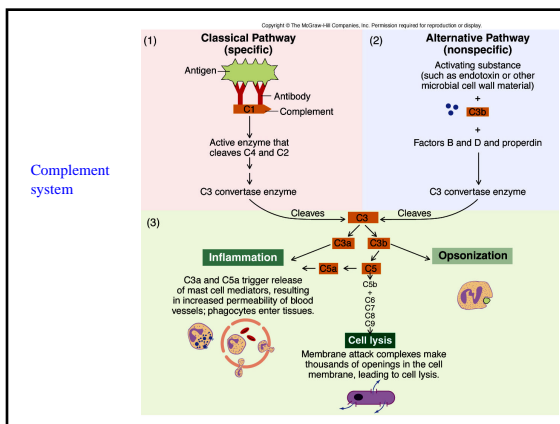 Copyright © The McGraw-Hill Companies, Inc. Permission required for reproduction or display.
Complement
system
(1)
Classical Pathway
(specific)
Antigen
Antibody
C1
Complement
Active enzyme that
cleaves C4 and C2
C3 convertase enzyme
(2)
Alternative Pathway
(nonspecific)
Activating substance
(such as endotoxin or other
microbial cell wall material)
+
C3b
+
Factors B and D and properdin
C3 convertase enzyme
(3)
Cleaves
C3
Cleaves
C3a
C3b
Inflammation
Opsonization
C5a
C5
C3a and C5a trigger release
of mast cell mediators, resulting
in increased permeability of blood
vessels; phagocytes enter tissues.
C5b
+
C6
C7
C8
C9
Cell lysis
Membrane attack complexes make
thousands of openings in the cell
membrane, leading to cell lysis.